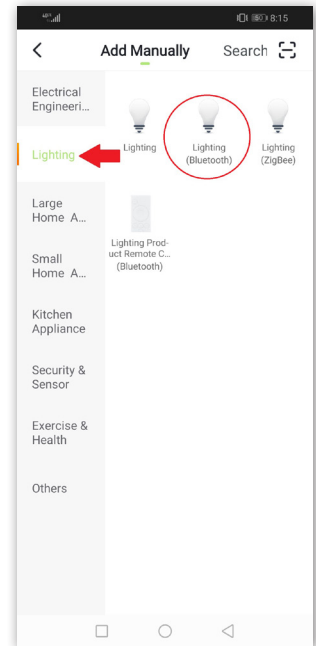 8:15
Add Manually
Search
Electrical
Engineeri...
Lighting
Large
Home A...
Small
Home A...
Kitchen
Appliance
Security &
Sensor
Exercise &
Health
Others
Lighting
Lighting
(Bluetooth)
Lighting
(ZigBee)
Lighting Prod-
uct Remote C...
(Bluetooth)